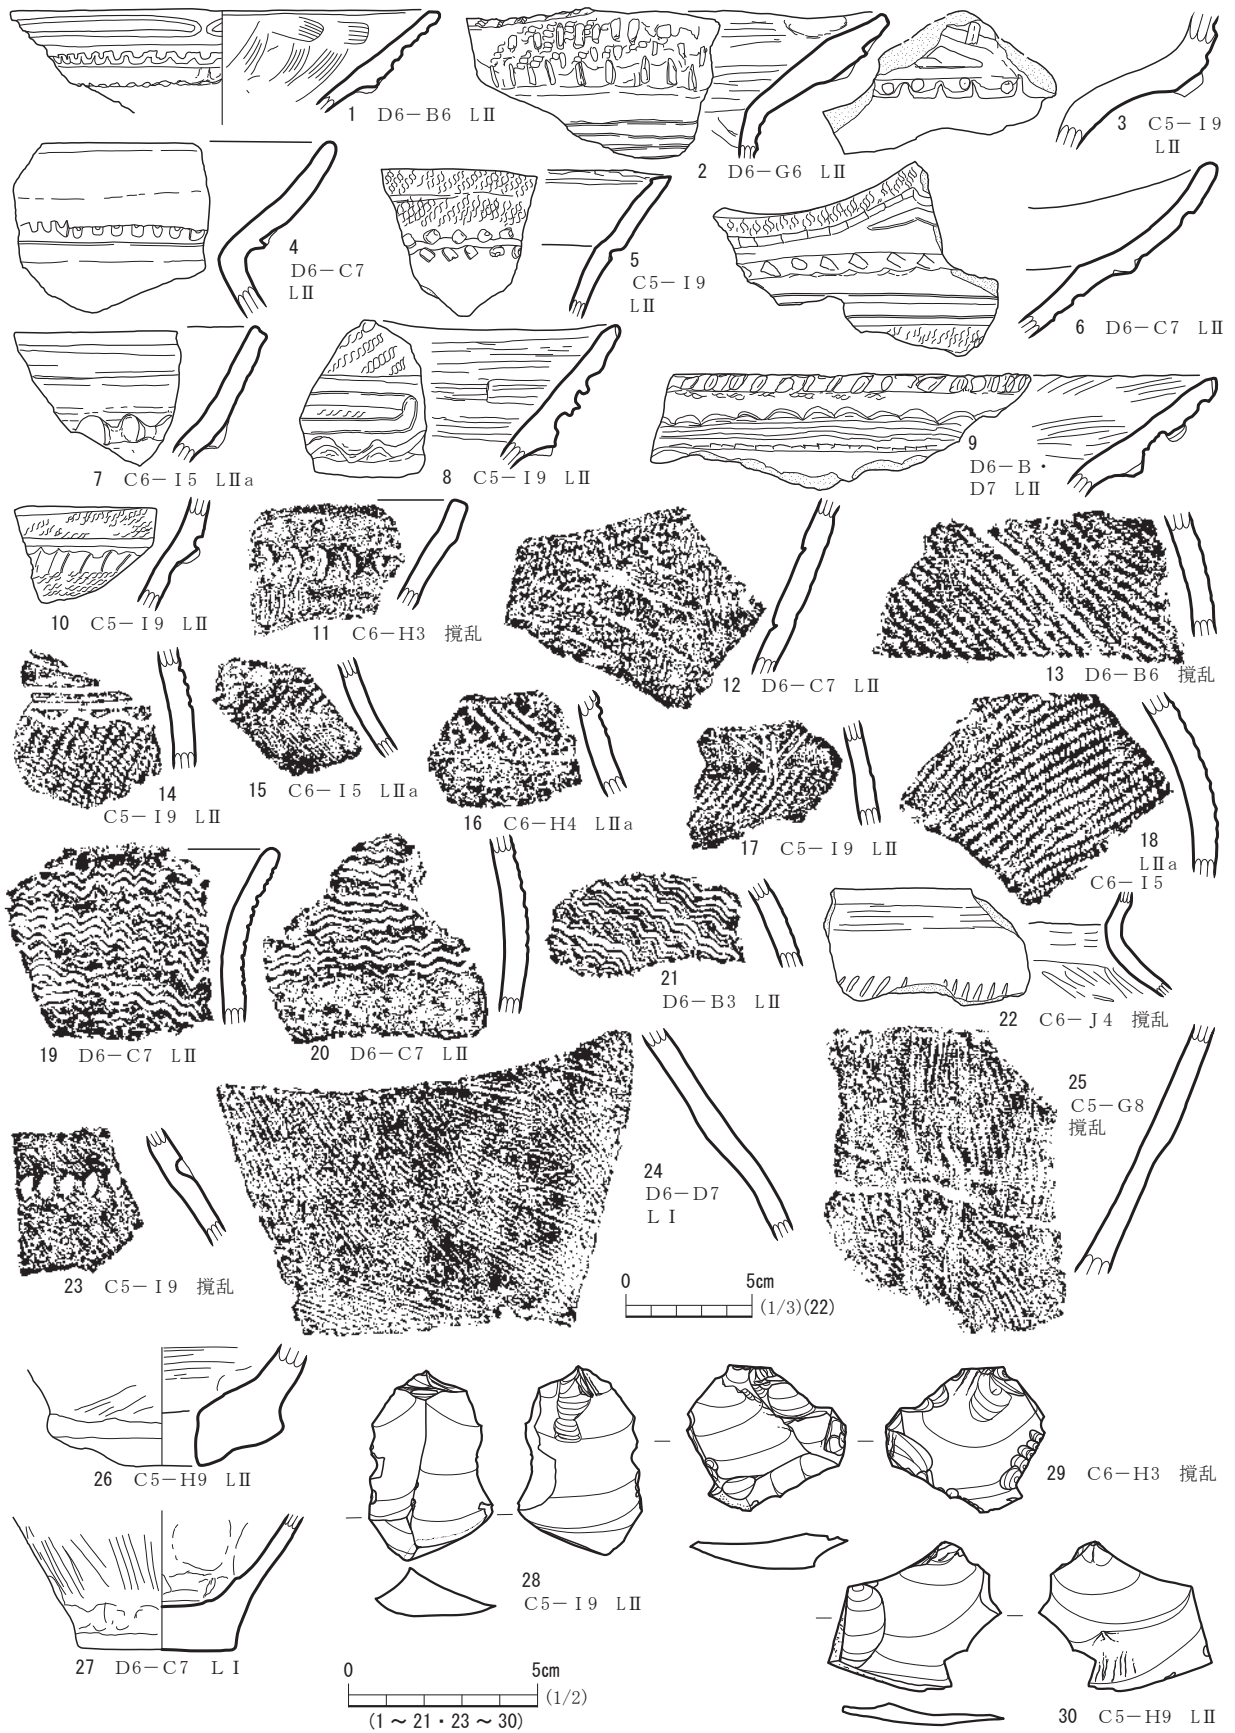 1 D6－B6 LⅡ
2 D6－G6 LⅡ
3 C5－I9
LⅡ
4
D6－C7
LⅡ
5
C5－I9
LⅡ
6 D6－C7 LⅡ
7 C6－I5 LⅡa
8 C5－I9 LⅡ
9
D6－B・
D7 LⅡ
10 C5－I9 LⅡ
11 C6－H3 撹乱
12 D6－C7 LⅡ
13 D6－B6 撹乱
14
C5－I9 LⅡ
15 C6－I5 LⅡa
16 C6－H4 LⅡa
17 C5－I9 LⅡ
18
LⅡa
C6－I5
19 D6－C7 LⅡ
20 D6－C7 LⅡ
21
D6－B3 LⅡ
22 C6－J4 撹乱
23 C5－I9 撹乱
24
D6－D7
LⅠ
25
C5－G8
撹乱
0 5cm
(1/3)(22)
26 C5－H9 LⅡ
27 D6－C7 LⅠ
28
C5－I9 LⅡ
29 C6－H3 撹乱
30 C5－H9 LⅡ
0 5cm
(1/2)
(1～21・23～30)